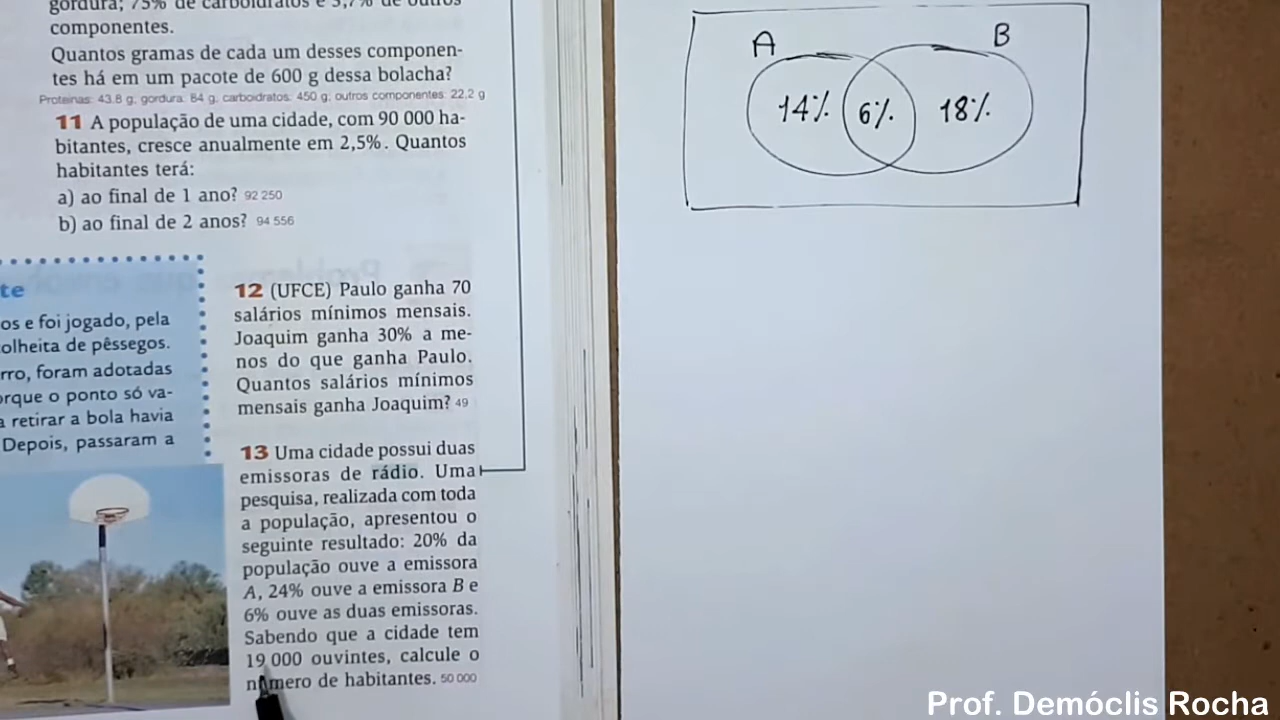 gordura; 75% de carboidratos e 3,7% de outros
componentes.
Quantos gramas de cada um desses componen-
tes há em um pacote de 600 g dessa bolacha?
Proteínas: 43,8 g; gordura: 84 g; carboidratos: 450 g; outros componentes: 22,2 g
11 A população de uma cidade, com 90 000 ha-
bitantes, cresce anualmente em 2,5%. Quantos
habitantes terá:
a) ao final de 1 ano? 92 250
b) ao final de 2 anos? 94 556
te
os e foi jogado, pela
olheita de pêssegos.
rro, foram adotadas
orque o ponto só va-
a retirar a bola havia
Depois, passaram a
12 (UFCE) Paulo ganha 70
salários mínimos mensais.
Joaquim ganha 30% a me-
nos do que ganha Paulo.
Quantos salários mínimos
mensais ganha Joaquim? 49
13 Uma cidade possui duas
emissoras de rádio. Uma
pesquisa, realizada com toda
a população, apresentou o
seguinte resultado: 20% da
população ouve a emissora
A, 24% ouve a emissora B e
6% ouve as duas emissoras.
Sabendo que a cidade tem
19 000 ouvintes, calcule o
número de habitantes. 50 000
A B
14% 6% 18%
Prof. Demóclis Rocha